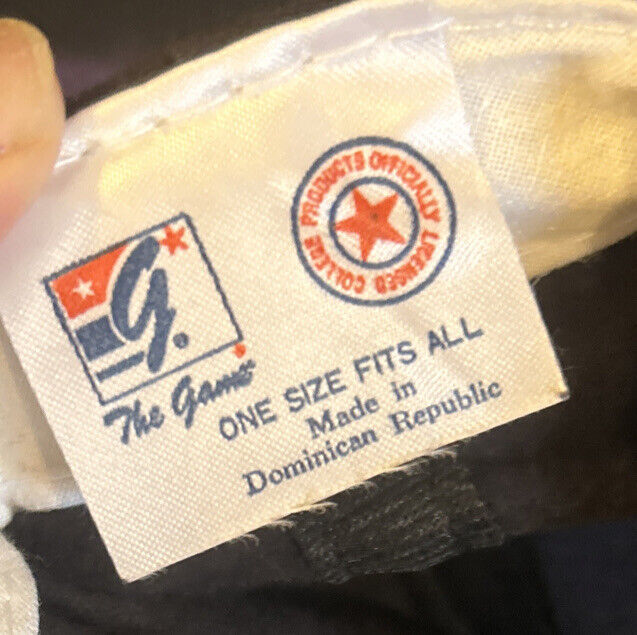 OFFICIALLY LICENSED COLLEGE PRODUCTS
G.
The Game
ONE SIZE FITS ALL
Made in
Dominican Republic